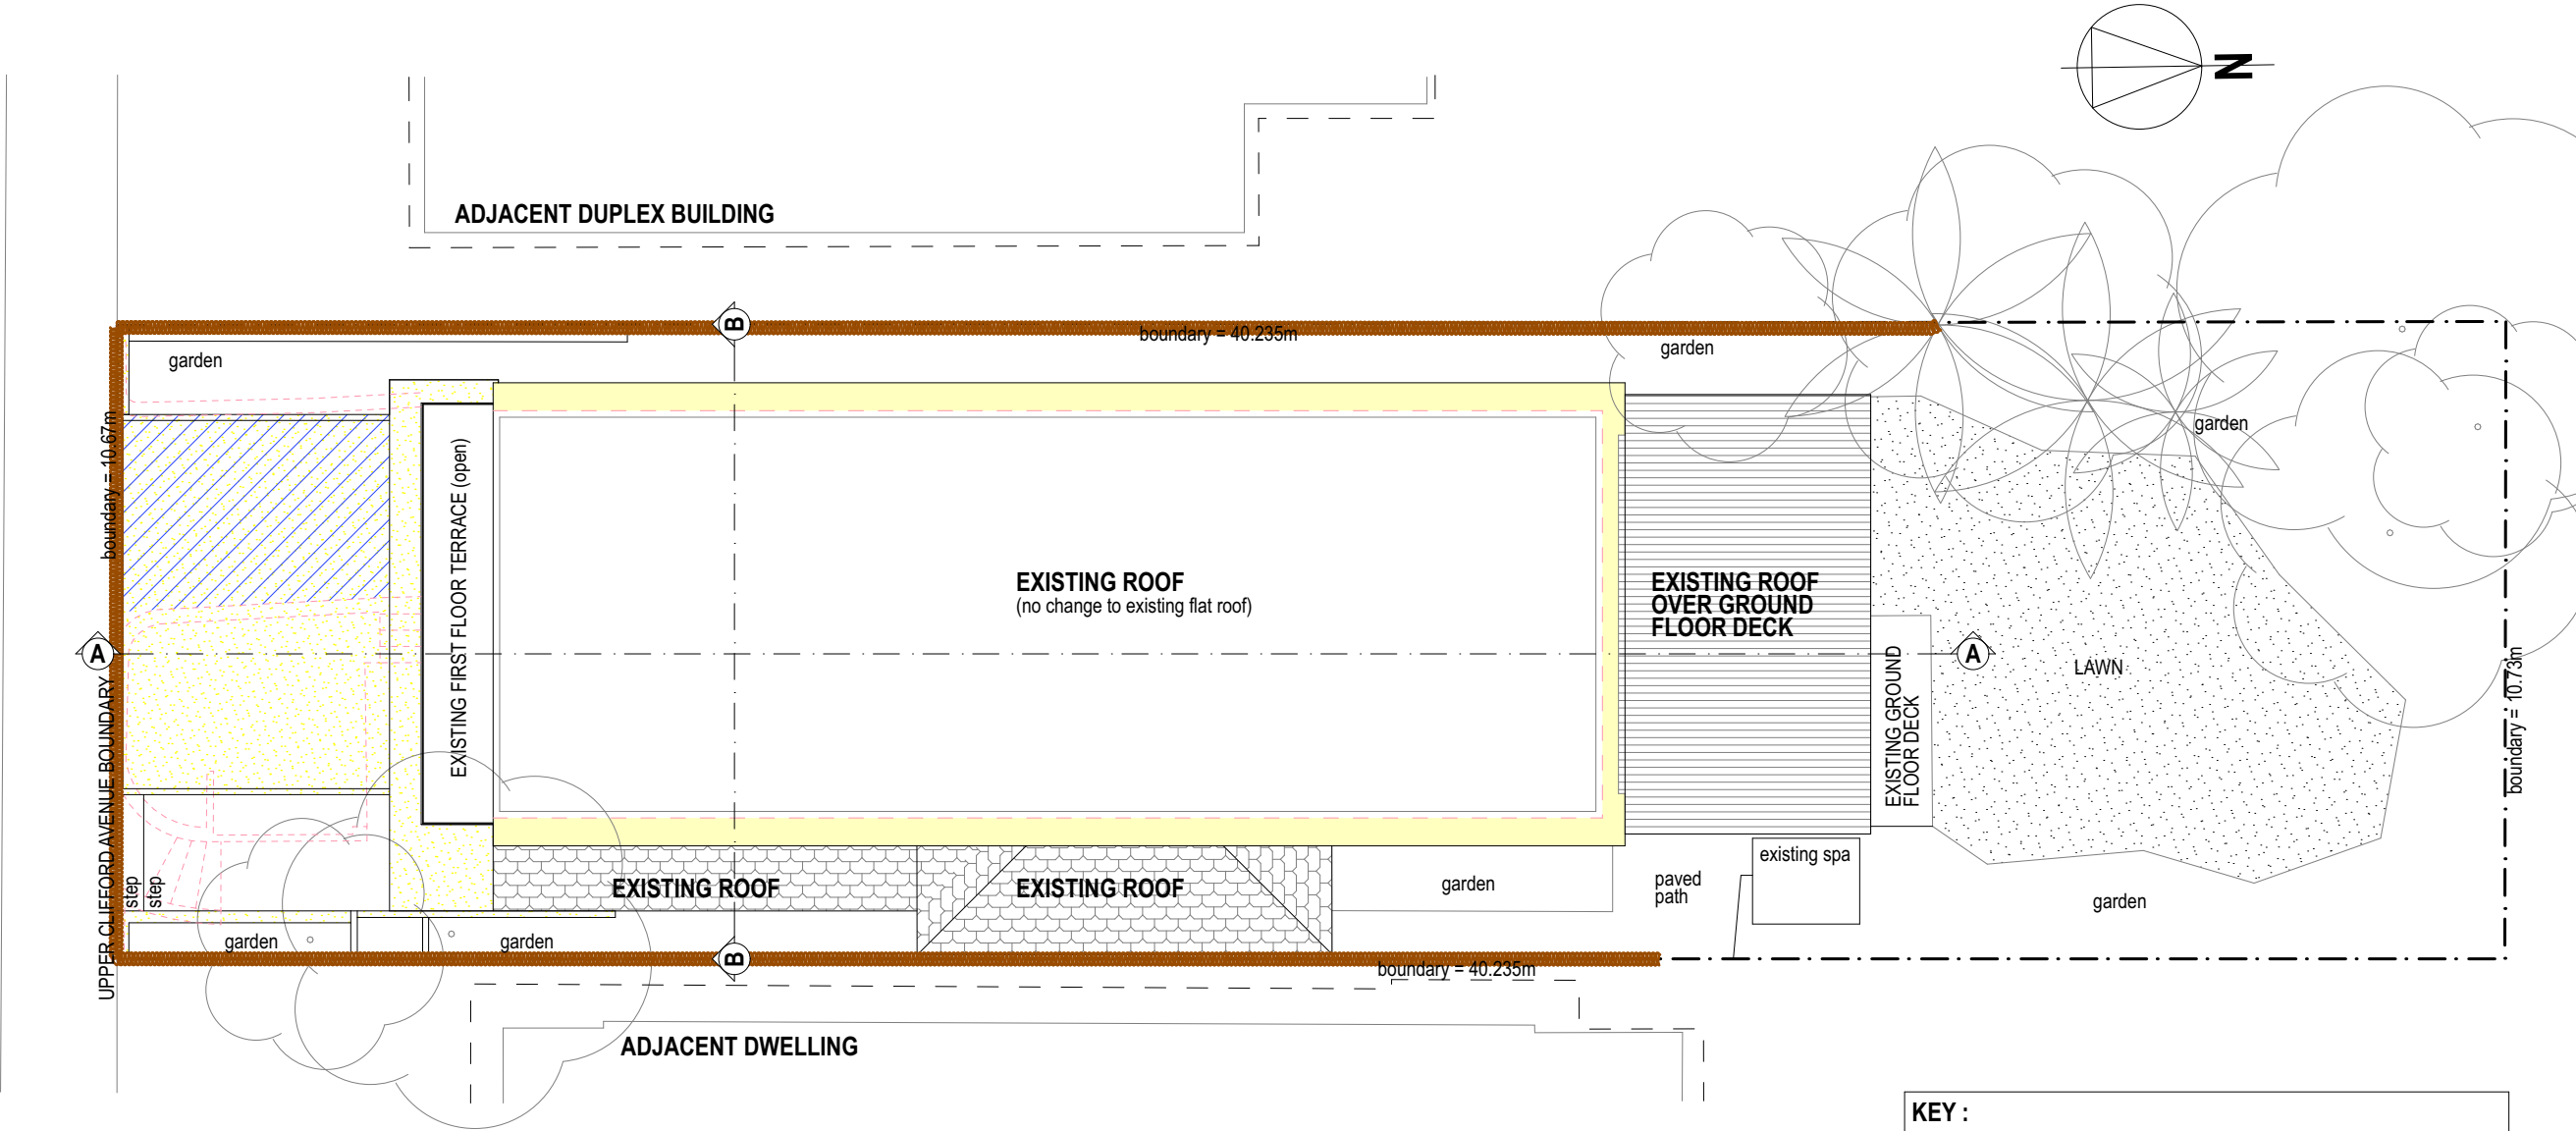 N
ADJACENT DUPLEX BUILDING
B
boundary = 40.235m
garden
garden
boundary = 10.67m
garden
EXISTING FIRST FLOOR TERRACE (open)
EXISTING ROOF
(no change to existing flat roof)
EXISTING ROOF
OVER GROUND
FLOOR DECK
A
A
EXISTING GROUND
FLOOR DECK
LAWN
boundary = 10.73m
UPPER CLIFFORD AVENUE BOUNDARY
step
step
EXISTING ROOF
EXISTING ROOF
garden
paved
path
existing spa
garden
garden
garden
B
boundary = 40.235m
ADJACENT DWELLING
KEY :